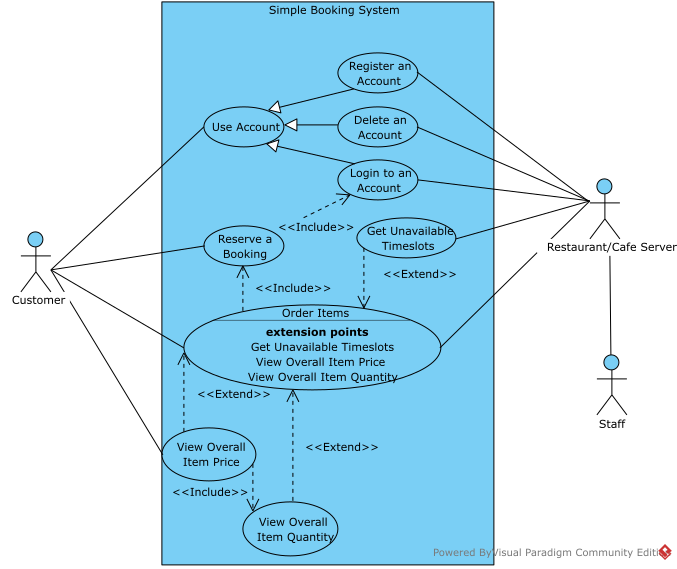 Simple Booking System
Register an
Account
Use Account
Delete an
Account
Login to an
Account
<<Include>>
Reserve a
Booking
Get Unavailable
Timeslots
Restaurant/Cafe Server
Customer
<<Extend>>
<<Include>>
Order Items
extension points
Get Unavailable Timeslots
View Overall Item Price
View Overall Item Quantity
<<Extend>>
Staff
View Overall
Item Price
<<Extend>>
<<Include>>
View Overall
Item Quantity
Powered By Visual Paradigm Community Editi